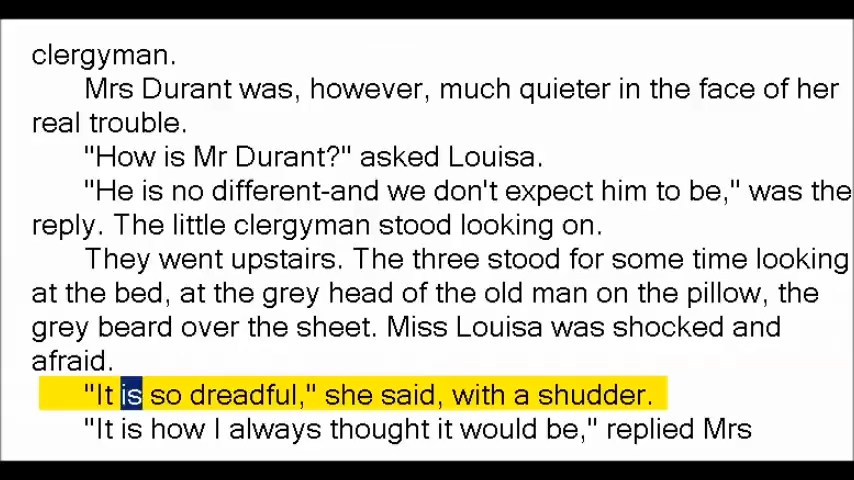 clergyman.
Mrs Durant was, however, much quieter in the face of her
real trouble.
"How is Mr Durant?" asked Louisa.
"He is no different-and we don't expect him to be," was the
reply. The little clergyman stood looking on.
They went upstairs. The three stood for some time looking
at the bed, at the grey head of the old man on the pillow, the
grey beard over the sheet. Miss Louisa was shocked and
afraid.
"It is so dreadful," she said, with a shudder.
"It is how I always thought it would be," replied Mrs